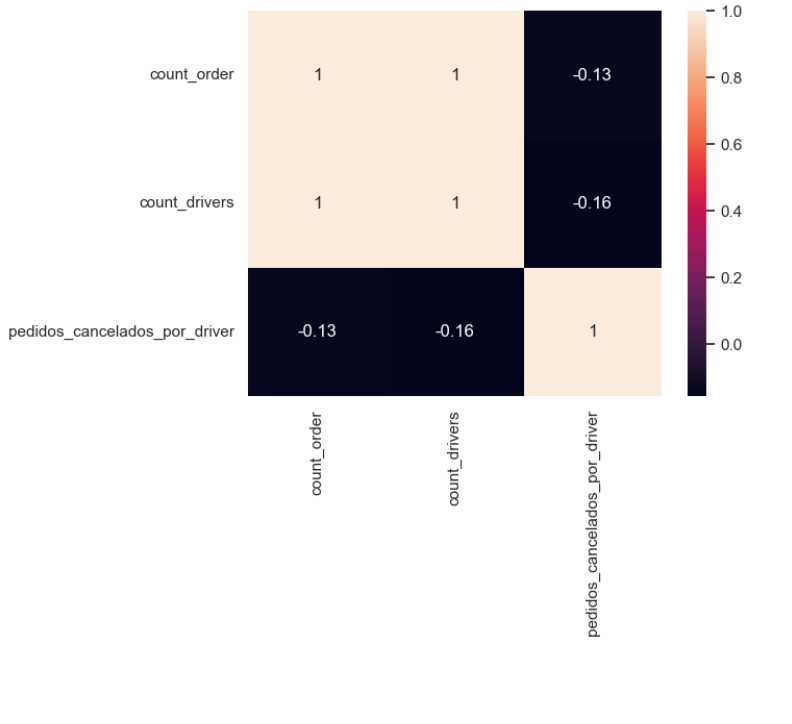 count_order
1
1
-0.13
count_drivers
1
1
-0.16
pedidos_cancelados_por_driver
-0.13
-0.16
1
count_order
count_drivers
pedidos_cancelados_por_driver
1.0
0.8
0.6
0.4
0.2
0.0